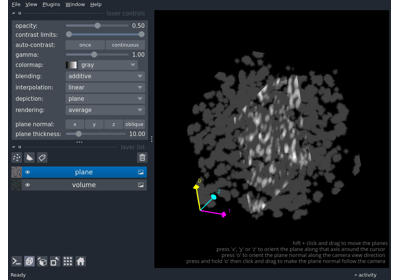 File View Plugins Window Help
layer controls
opacity: 0.50
contrast limits:
auto-contrast: once continuous
gamma: 1.00
colormap: gray
blending: additive
interpolation: linear
depiction: plane
rendering: average
plane normal: x y z oblique
plane thickness: 10.00
layer list
plane
volume
shift + click and drag to move the planes
press 'x', 'y', 'z' to orient the plane along that axis around the cursor
press 'o' to orient the plane normal along the camera view direction
press and hold 'o' then click and drag to make the plane normal follow the camera
Ready
activity